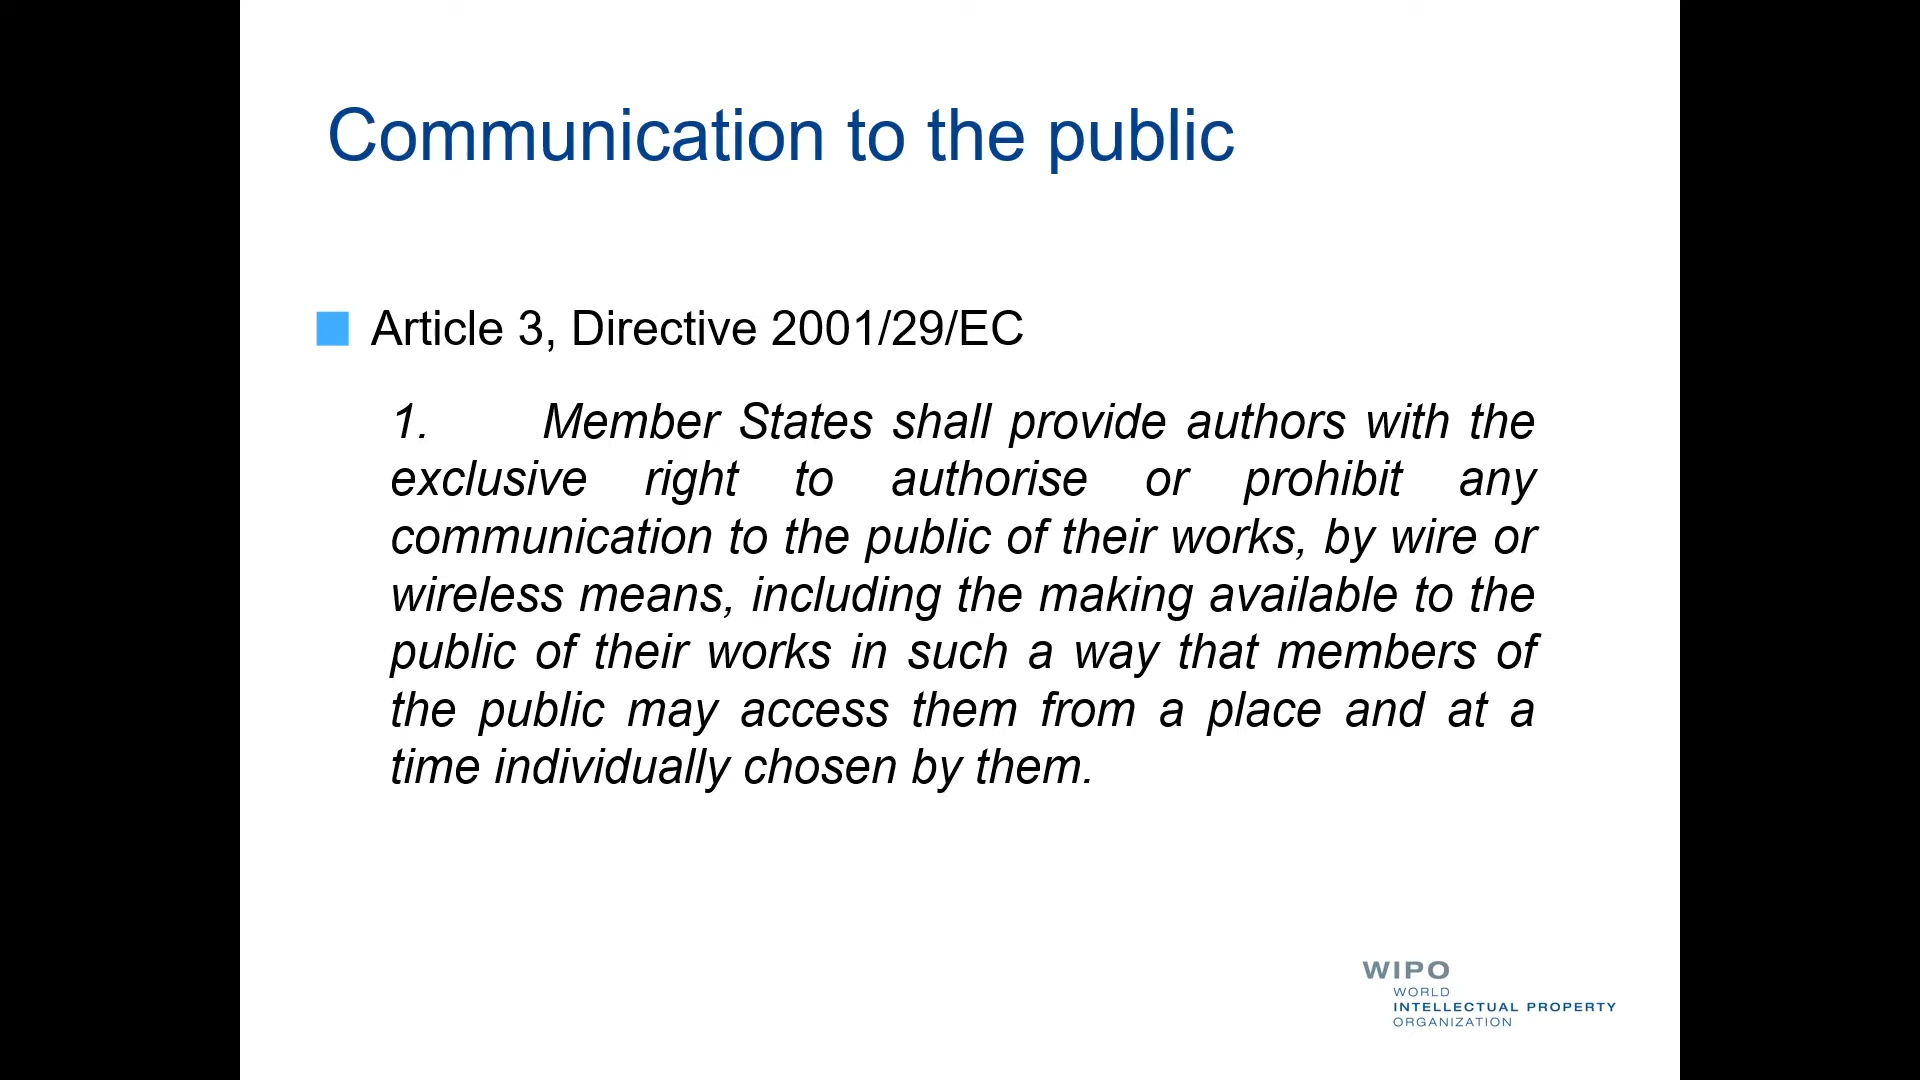 Communication to the public
Article 3, Directive 2001/29/EC
1. Member States shall provide authors with the
exclusive right to authorise or prohibit any
communication to the public of their works, by wire or
wireless means, including the making available to the
public of their works in such a way that members of
the public may access them from a place and at a
time individually chosen by them.
WIPO
WORLD
INTELLECTUAL PROPERTY
ORGANIZATION